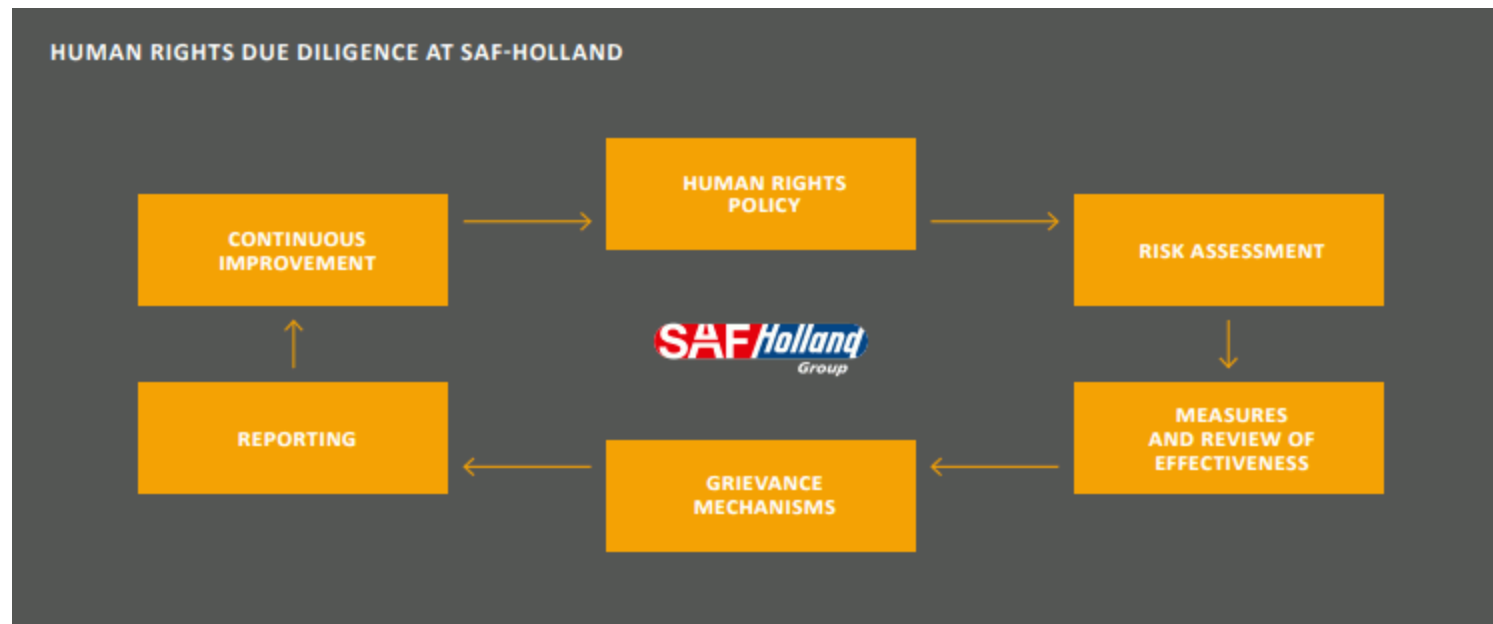 HUMAN RIGHTS DUE DILIGENCE AT SAF-HOLLAND
HUMAN RIGHTS
POLICY
RISK ASSESSMENT
MEASURES
AND REVIEW OF
EFFECTIVENESS
GRIEVANCE
MECHANISMS
REPORTING
CONTINUOUS
IMPROVEMENT
SAF Holland
Group